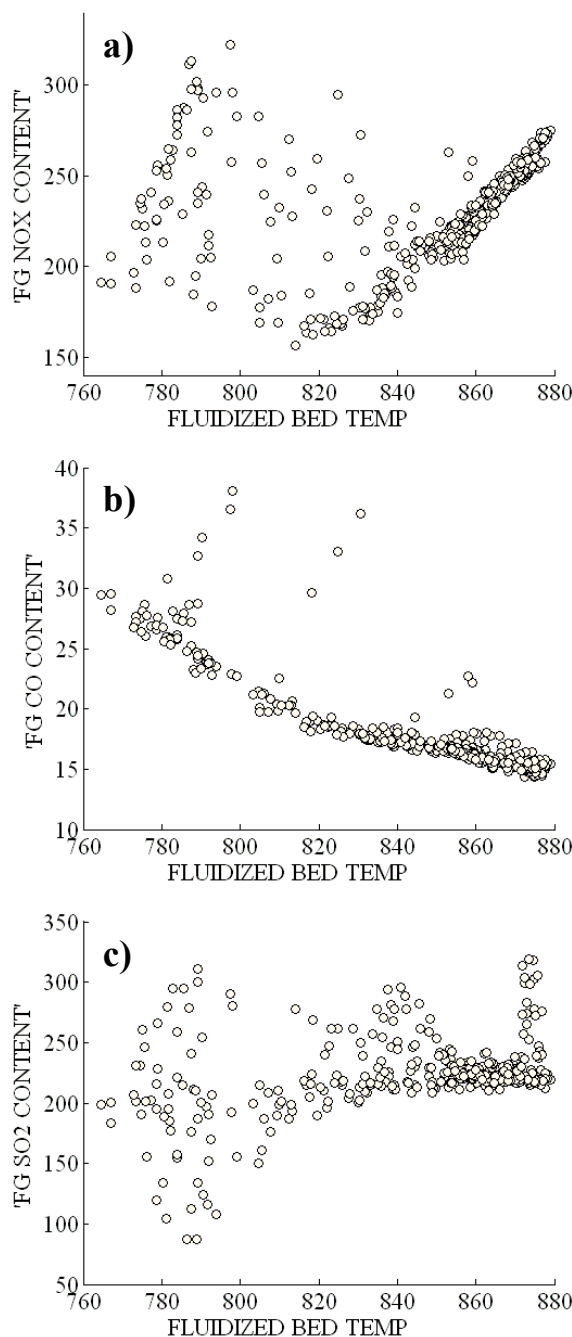 a)
300
250
200
150
'FG NOX CONTENT'
760 780 800 820 840 860 880
FLUIDIZED BED TEMP
b)
40
35
30
25
20
15
10
'FG CO CONTENT'
760 780 800 820 840 860 880
FLUIDIZED BED TEMP
c)
350
300
250
200
150
100
50
'FG SO2 CONTENT'
760 780 800 820 840 860 880
FLUIDIZED BED TEMP